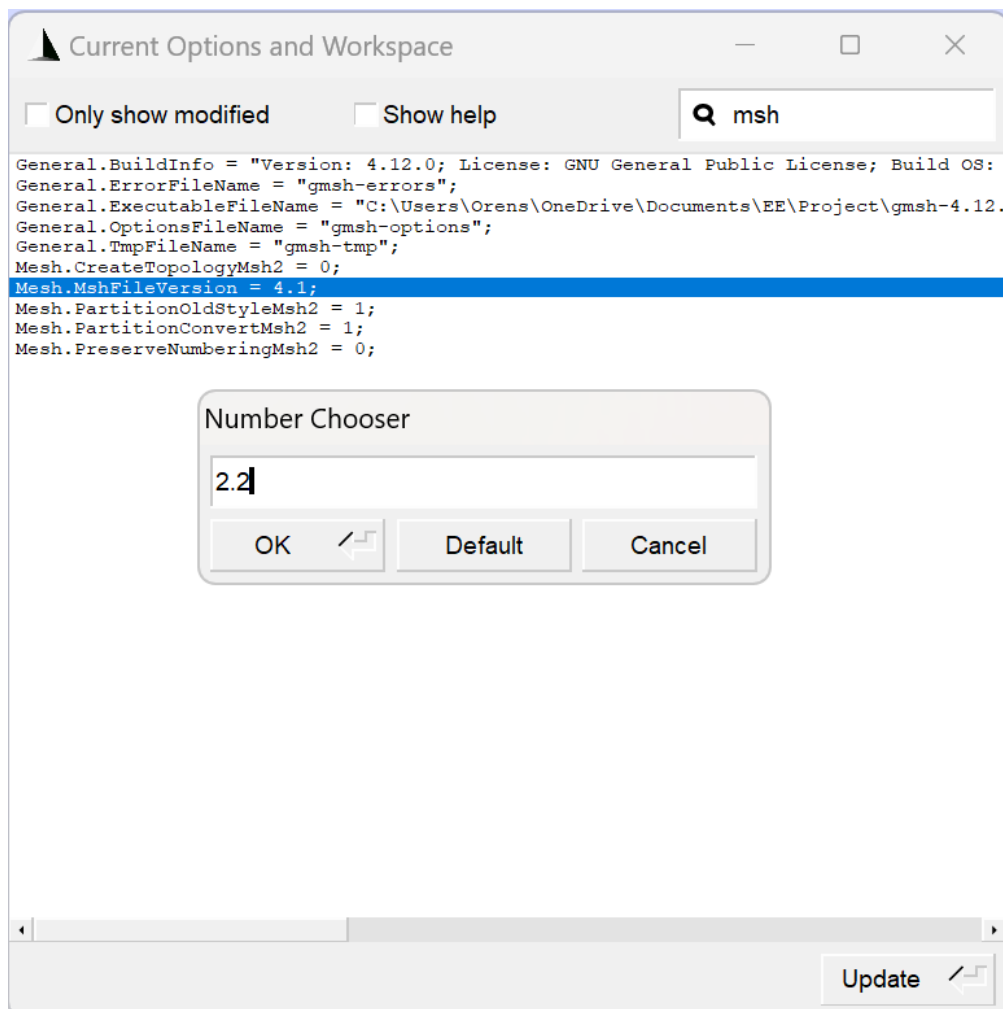 Current Options and Workspace
Only show modified Show help msh
General.BuildInfo = "Version: 4.12.0; License: GNU General Public License; Build OS:
General.ErrorFileName = "gmsh-errors";
General.ExecutableFileName = "C:\Users\Orens\OneDrive\Documents\EE\Project\gmsh-4.12.
General.OptionsFileName = "gmsh-options";
General.TmpFileName = "gmsh-tmp";
Mesh.CreateTopologyMsh2 = 0;
Mesh.MshFileVersion = 4.1;
Mesh.PartitionOldStyleMsh2 = 1;
Mesh.PartitionConvertMsh2 = 1;
Mesh.PreserveNumberingMsh2 = 0;
Number Chooser
2.2
OK Default Cancel
Update